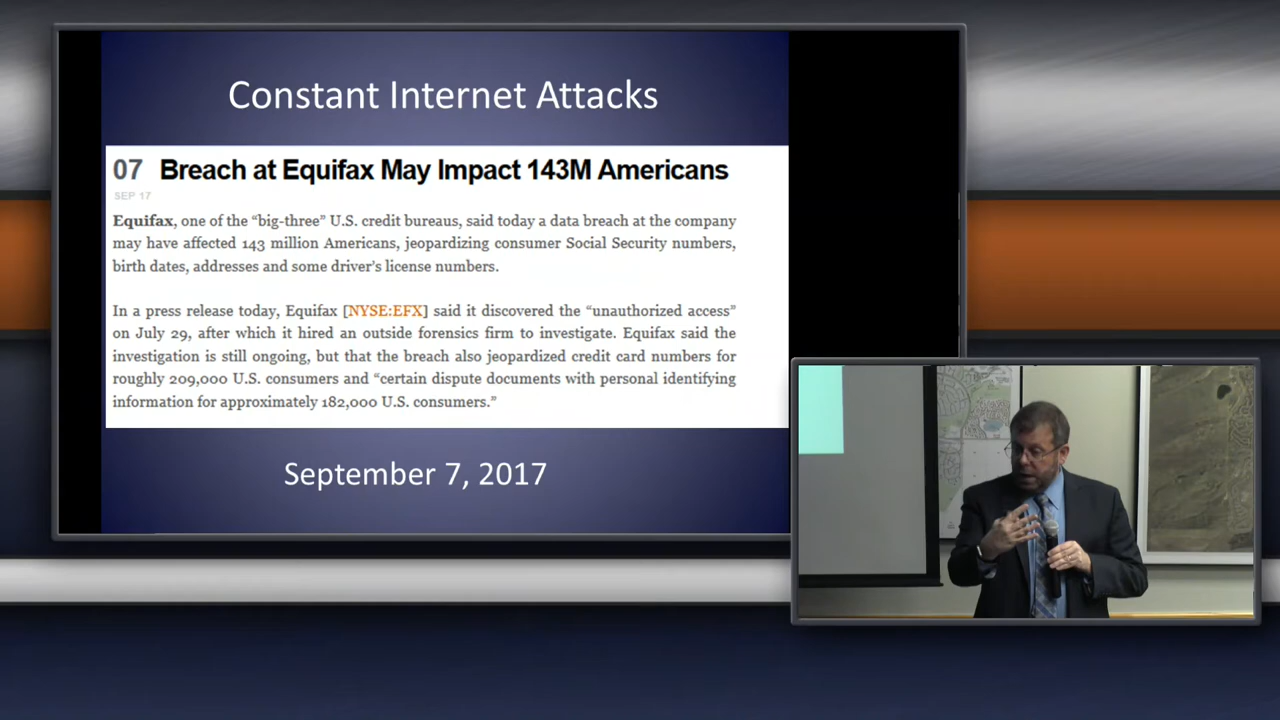 Constant Internet Attacks
07 Breach at Equifax May Impact 143M Americans
SEP 17
Equifax, one of the “big-three” U.S. credit bureaus, said today a data breach at the company
may have affected 143 million Americans, jeopardizing consumer Social Security numbers,
birth dates, addresses and some driver’s license numbers.
In a press release today, Equifax [NYSE:EFX] said it discovered the “unauthorized access”
on July 29, after which it hired an outside forensics firm to investigate. Equifax said the
investigation is still ongoing, but that the breach also jeopardized credit card numbers for
roughly 209,000 U.S. consumers and “certain dispute documents with personal identifying
information for approximately 182,000 U.S. consumers.”
September 7, 2017